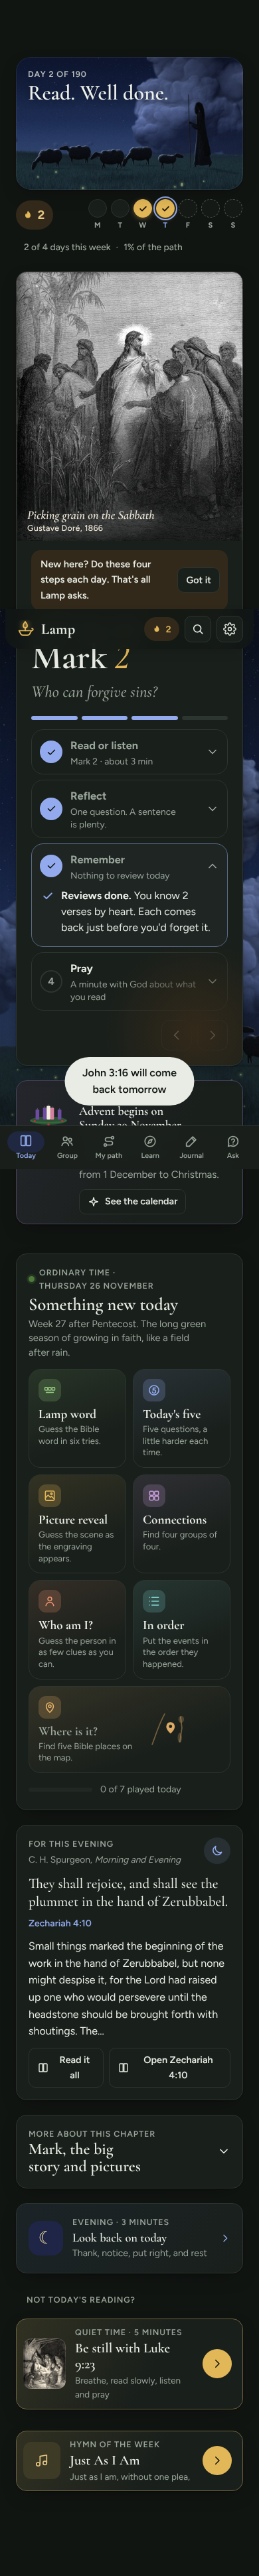 DAY 2 OF 190
Read. Well done.
2
M T W T F S S
2 of 4 days this week · 1% of the path
Picking grain on the Sabbath
Gustave Doré, 1866
New here? Do these four
steps each day. That's all
Lamp asks.
Got it
Lamp
2
Mark 2
Who can forgive sins?
Read or listen
Mark 2 · about 3 min
Reflect
One question. A sentence
is plenty.
Remember
Nothing to review today
Reviews done. You know 2
verses by heart. Each comes
back just before you'd forget it.
4
Pray
A minute with God about what
you read
John 3:16 will come
back tomorrow
Advent begins on
Sunday 29 November
Today
Group
My path
Learn
Journal
Ask
from 1 December to Christmas.
See the calendar
ORDINARY TIME ·
THURSDAY 26 NOVEMBER
Something new today
Week 27 after Pentecost. The long green
season of growing in faith, like a field
after rain.
Lamp word
Guess the Bible
word in six tries.
Today's five
Five questions, a
little harder each
time.
Picture reveal
Guess the scene as
the engraving
appears.
Connections
Find four groups of
four.
Who am I?
Guess the person in
as few clues as you
can.
In order
Put the events in
the order they
happened.
Where is it?
Find five Bible places on
the map.
0 of 7 played today
FOR THIS EVENING
C. H. Spurgeon, Morning and Evening
They shall rejoice, and shall see the
plummet in the hand of Zerubbabel.
Zechariah 4:10
Small things marked the beginning of the
work in the hand of Zerubbabel, but none
might despise it, for the Lord had raised
up one who would persevere until the
headstone should be brought forth with
shoutings. The…
Read it
all
Open Zechariah
4:10
MORE ABOUT THIS CHAPTER
Mark, the big
story and pictures
EVENING · 3 MINUTES
Look back on today
Thank, notice, put right, and rest
NOT TODAY'S READING?
QUIET TIME · 5 MINUTES
Be still with Luke
9:23
Breathe, read slowly, listen
and pray
HYMN OF THE WEEK
Just As I Am
Just as I am, without one plea,